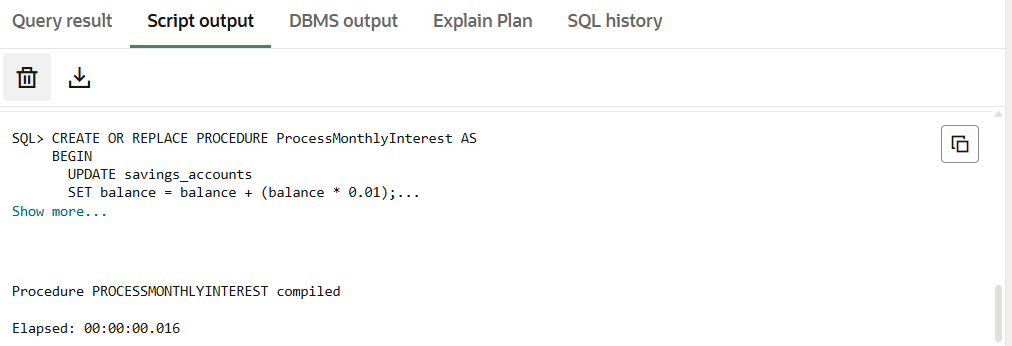 Query result Script output DBMS output Explain Plan SQL history
SQL> CREATE OR REPLACE PROCEDURE ProcessMonthlyInterest AS
BEGIN
UPDATE savings_accounts
SET balance = balance + (balance * 0.01);...
Show more...
Procedure PROCESSMONTHLYINTEREST compiled
Elapsed: 00:00:00.016